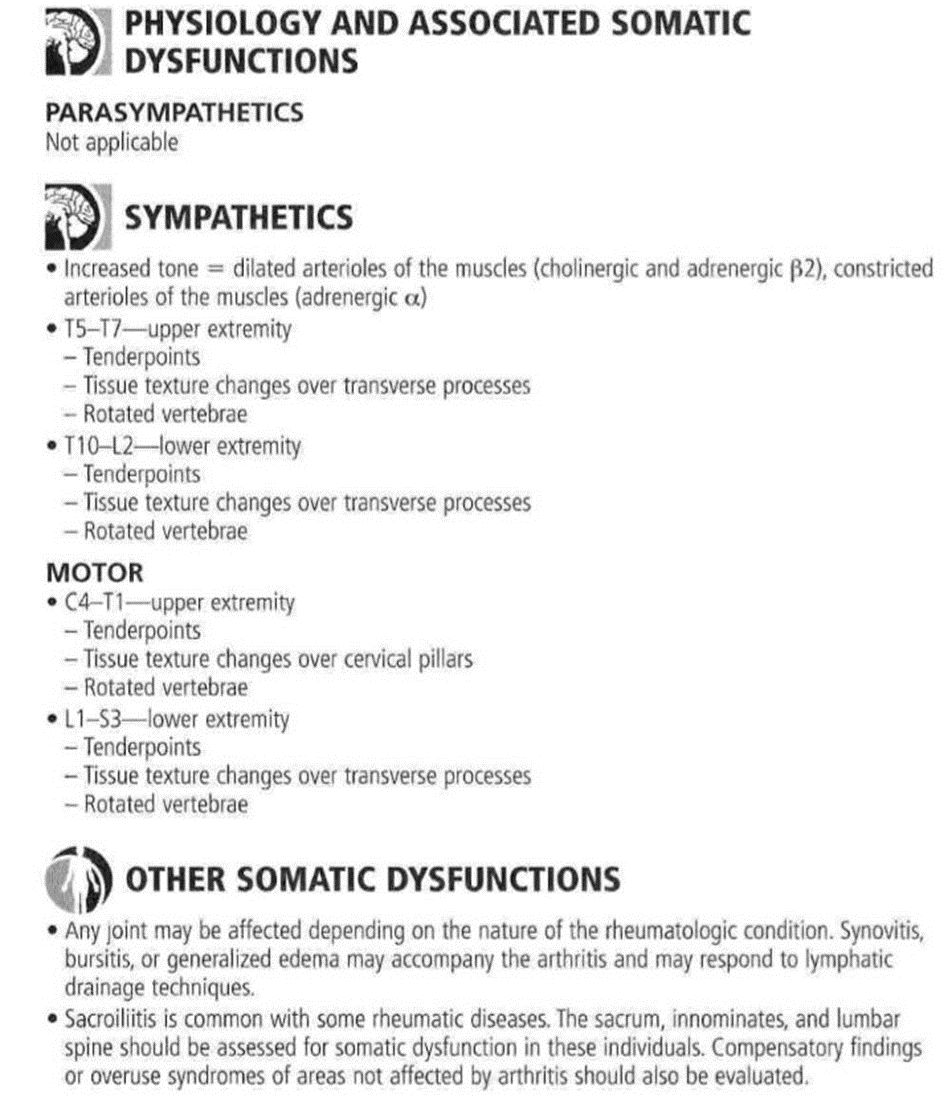 PHYSIOLOGY AND ASSOCIATED SOMATIC
DYSFUNCTIONS
PARASYMPATHETICS
Not applicable
SYMPATHETICS
• Increased tone = dilated arterioles of the muscles (cholinergic and adrenergic β2), constricted
arterioles of the muscles (adrenergic α)
• T5–T7—upper extremity
– Tenderpoints
– Tissue texture changes over transverse processes
– Rotated vertebrae
• T10–L2—lower extremity
– Tenderpoints
– Tissue texture changes over transverse processes
– Rotated vertebrae
MOTOR
• C4–T1—upper extremity
– Tenderpoints
– Tissue texture changes over cervical pillars
– Rotated vertebrae
• L1–S3—lower extremity
– Tenderpoints
– Tissue texture changes over transverse processes
– Rotated vertebrae
OTHER SOMATIC DYSFUNCTIONS
• Any joint may be affected depending on the nature of the rheumatologic condition. Synovitis,
bursitis, or generalized edema may accompany the arthritis and may respond to lymphatic
drainage techniques.
• Sacroiliitis is common with some rheumatic diseases. The sacrum, innominates, and lumbar
spine should be assessed for somatic dysfunction in these individuals. Compensatory findings
or overuse syndromes of areas not affected by arthritis should also be evaluated.